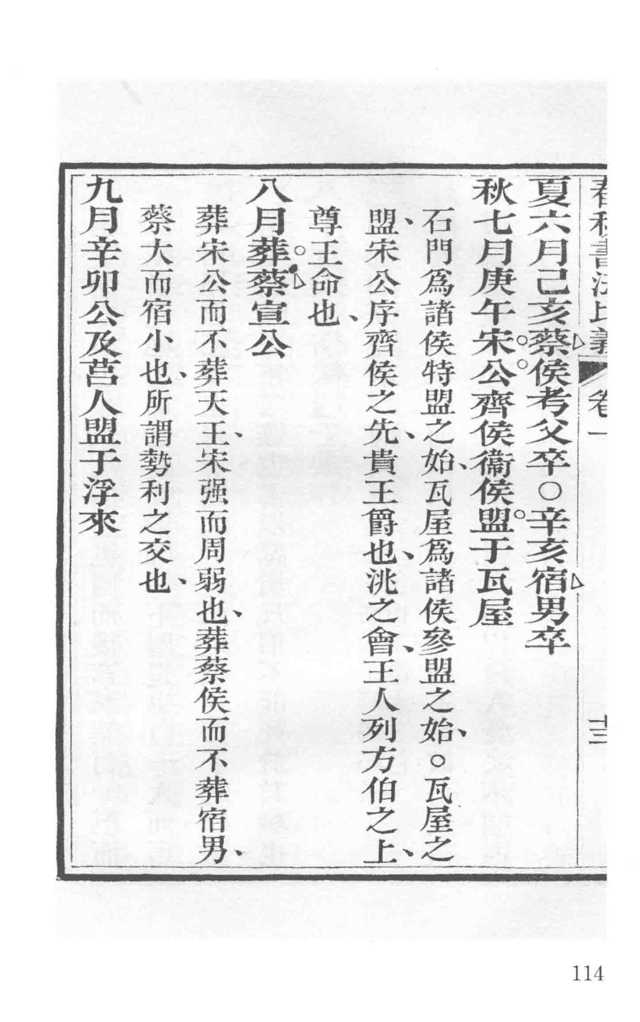 春秋書法比義 卷一 十三
夏六月己亥蔡侯考父卒○辛亥宿男卒
秋七月庚午宋公齊侯衞侯盟于瓦屋
石門爲諸侯特盟之始、瓦屋爲諸侯參盟之始、○瓦屋之
盟、宋公序齊侯之先、貴王爵也、洮之會、王人列方伯之上、
尊王命也、
八月葬蔡宣公
葬宋公而不葬天王、宋强而周弱也、葬蔡侯而不葬宿男、
蔡大而宿小也、所謂勢利之交也、
九月辛卯公及莒人盟于浮來
114